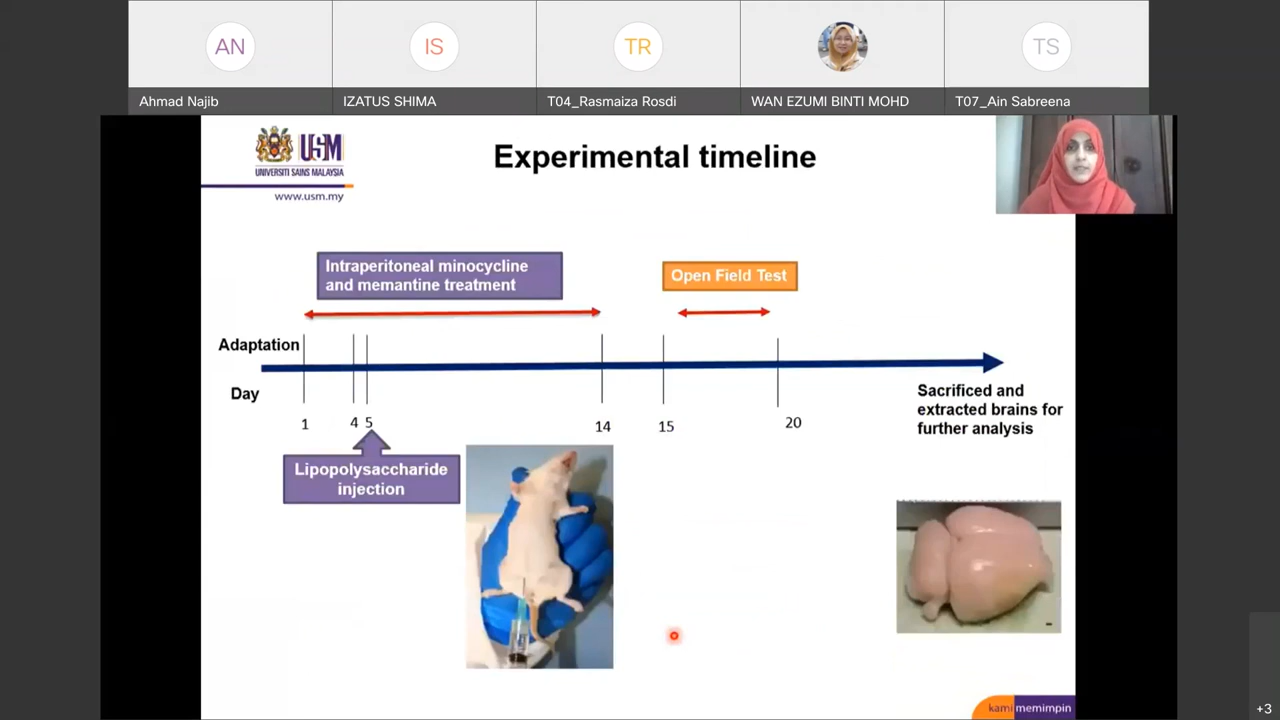 AN
IS
TR
TS
Ahmad Najib
IZATUS SHIMA
T04_Rasmaiza Rosdi
WAN EZUMI BINTI MOHD
T07_Ain Sabreena
USM
UNIVERSITI SAINS MALAYSIA
www.usm.my
Experimental timeline
Intraperitoneal minocycline
and memantine treatment
Open Field Test
Adaptation
Day
1
4
5
14
15
20
Sacrificed and
extracted brains for
further analysis
Lipopolysaccharide
injection
kami memimpin
+3